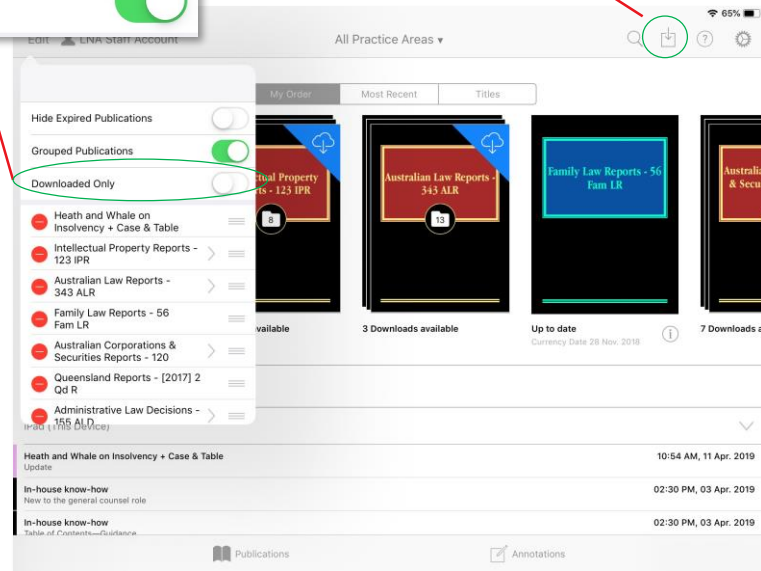 65%
Edit LNA Staff Account
All Practice Areas ▾
?
My Order
Most Recent
Titles
Hide Expired Publications
Grouped Publications
Downloaded Only
Heath and Whale on
Insolvency + Case & Table
Intellectual Property Reports -
123 IPR
Australian Law Reports -
343 ALR
Family Law Reports - 56
Fam LR
Australian Corporations &
Securities Reports - 120
Queensland Reports - [2017] 2
Qd R
Administrative Law Decisions -
155 ALD
tual Property
ts - 123 IPR
8
vailable
Australian Law Reports -
343 ALR
13
3 Downloads available
Family Law Reports - 56
Fam LR
Up to date
Currency Date 28 Nov. 2018
i
Australia
& Secu
7 Downloads a
iPad (This Device)
Heath and Whale on Insolvency + Case & Table
Update
10:54 AM, 11 Apr. 2019
In-house know-how
New to the general counsel role
02:30 PM, 03 Apr. 2019
In-house know-how
Table of Contents—Guidance
02:30 PM, 03 Apr. 2019
Publications
Annotations